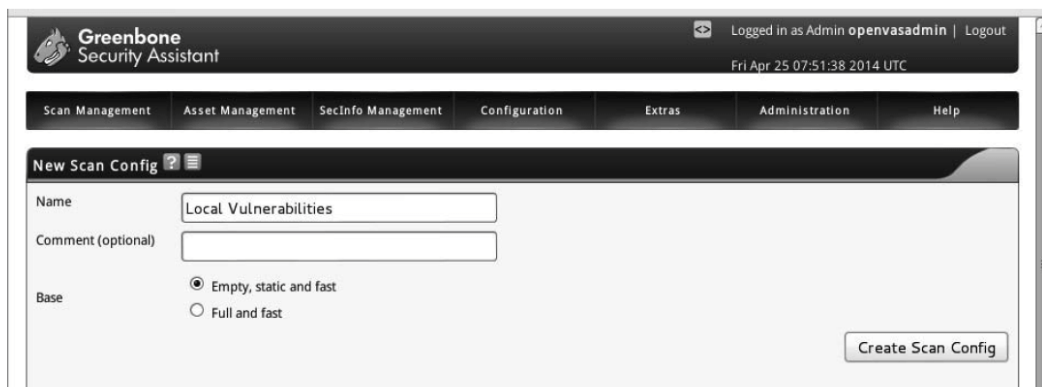 Greenbone
Security Assistant
Logged in as Admin openvasadmin | Logout
Fri Apr 25 07:51:38 2014 UTC
Scan Management Asset Management SecInfo Management Configuration Extras Administration Help
New Scan Config ?
Name Local Vulnerabilities
Comment (optional)
Base
Empty, static and fast
Full and fast
Create Scan Config